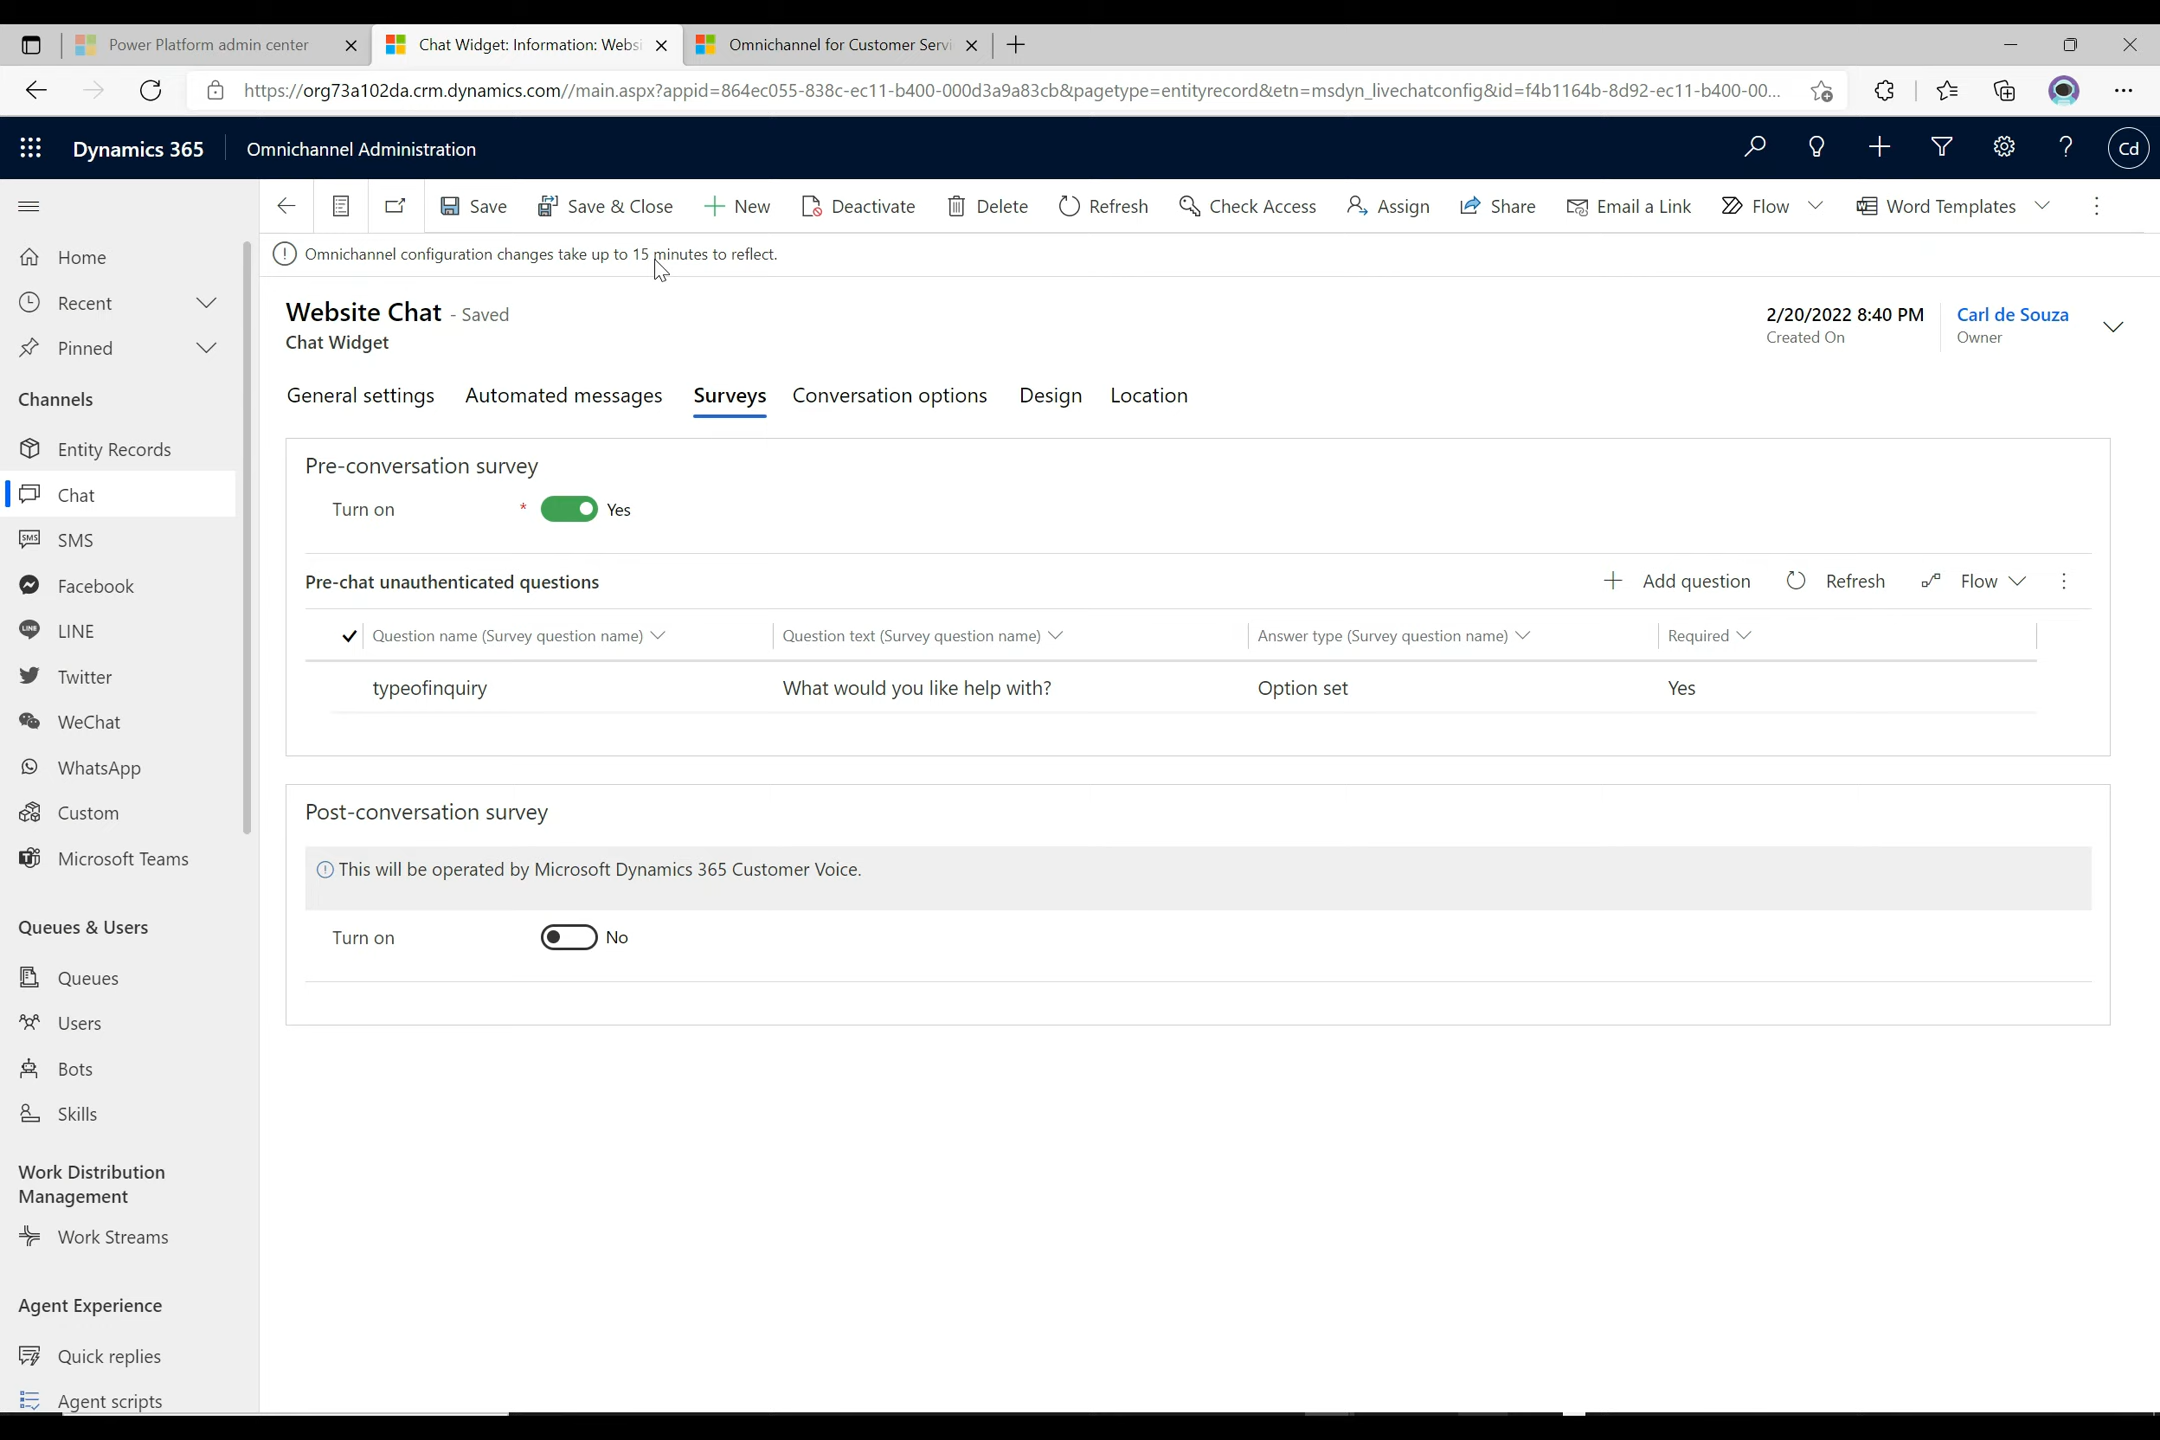 Power Platform admin center
Chat Widget: Information: Websi
Omnichannel for Customer Servi
https://org73a102da.crm.dynamics.com//main.aspx?appid=864ec055-838c-ec11-b400-000d3a9a83cb&pagetype=entityrecord&etn=msdyn_livechatconfig&id=f4b1164b-8d92-ec11-b400-00...
Dynamics 365
Omnichannel Administration
Cd
Save
Save & Close
New
Deactivate
Delete
Refresh
Check Access
Assign
Share
Email a Link
Flow
Word Templates
Omnichannel configuration changes take up to 15 minutes to reflect.
Home
Recent
Pinned
Channels
Entity Records
Chat
SMS
SMS
Facebook
LINE
LINE
Twitter
WeChat
WhatsApp
Custom
Microsoft Teams
Queues & Users
Queues
Users
Bots
Skills
Work Distribution
Management
Work Streams
Agent Experience
Quick replies
Agent scripts
Website Chat - Saved
Chat Widget
2/20/2022 8:40 PM
Created On
Carl de Souza
Owner
General settings
Automated messages
Surveys
Conversation options
Design
Location
Pre-conversation survey
Turn on * Yes
Pre-chat unauthenticated questions
Add question
Refresh
Flow
Question name (Survey question name)
Question text (Survey question name)
Answer type (Survey question name)
Required
typeofinquiry
What would you like help with?
Option set
Yes
Post-conversation survey
This will be operated by Microsoft Dynamics 365 Customer Voice.
Turn on No